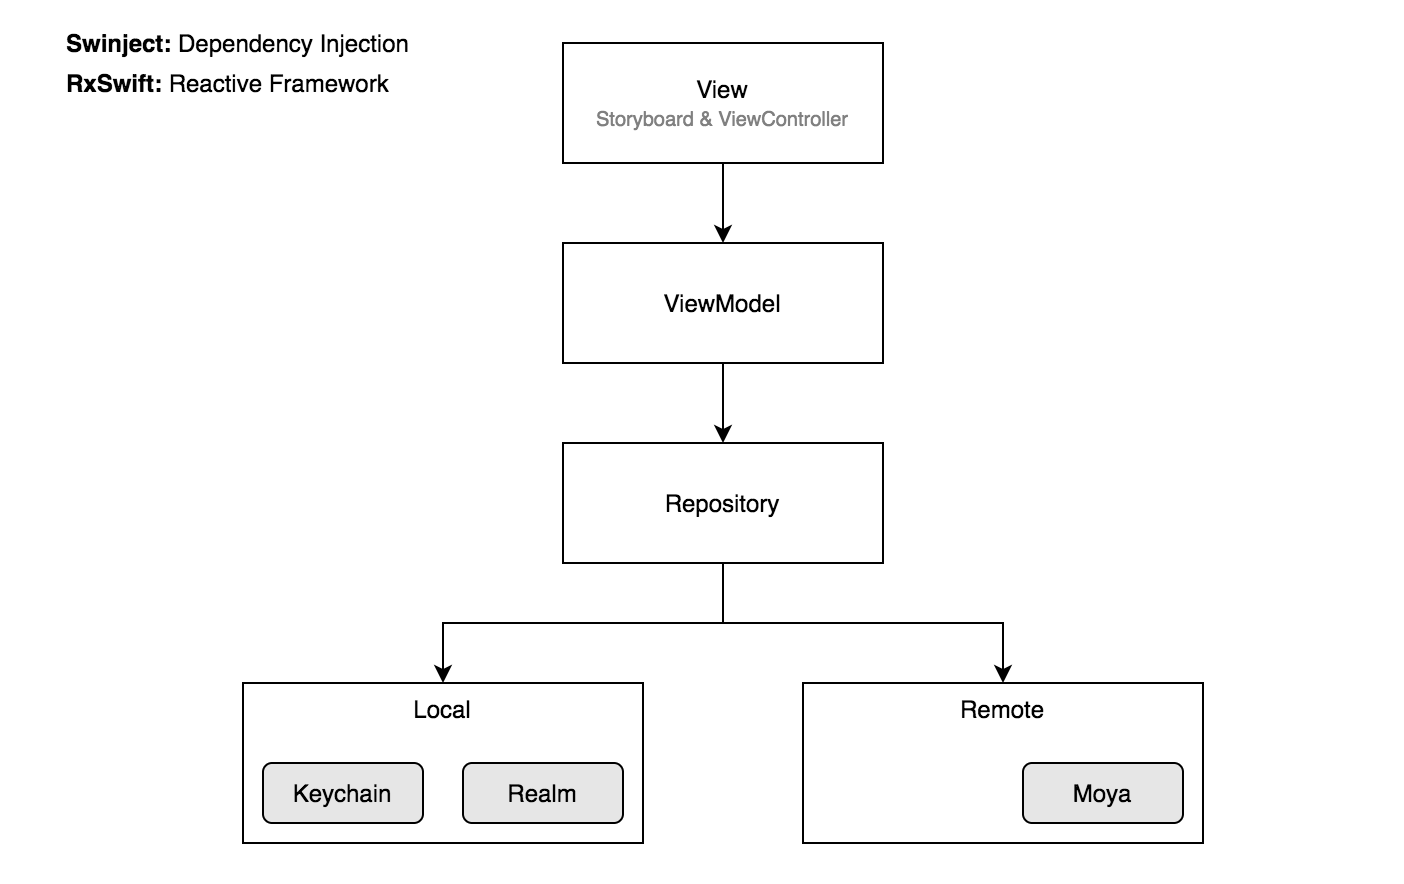 Swinject: Dependency Injection
RxSwift: Reactive Framework
View
Storyboard & ViewController
ViewModel
Repository
Local
Keychain
Realm
Remote
Moya